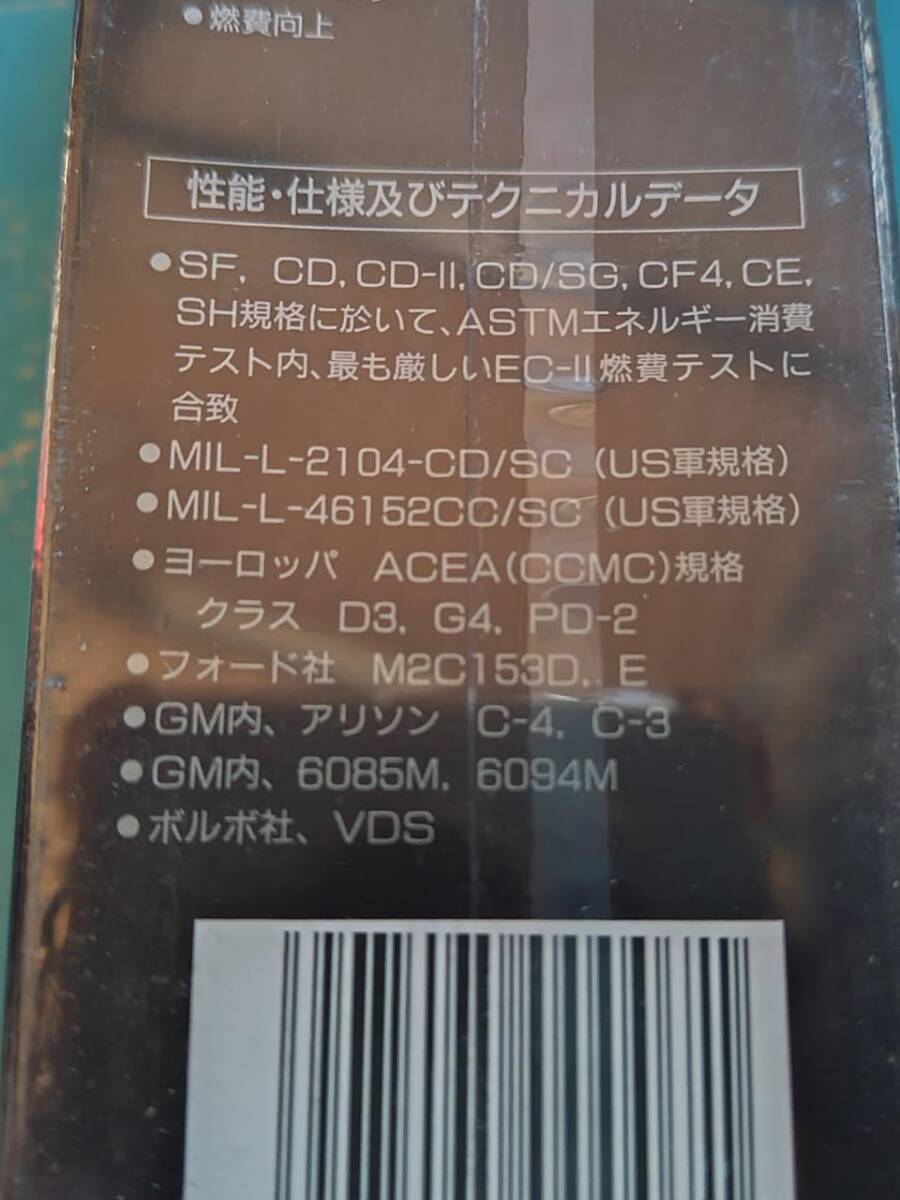 ●燃費向上
性能・仕様及びテクニカルデータ
●SF, CD, CD-II, CD/SG, CF4, CE,
SH規格に於いて、ASTMエネルギー消費
テスト内、最も厳しいEC-II燃費テストに
合致
●MIL-L-2104-CD/SC (US軍規格)
●MIL-L-46152CC/SC (US軍規格)
●ヨーロッパ ACEA(CCMC)規格
クラス D3, G4, PD-2
●フォード社 M2C153D,. E
●GM内、アリソン C-4, C-3
●GM内、6085M, 6094M
●ボルボ社、VDS